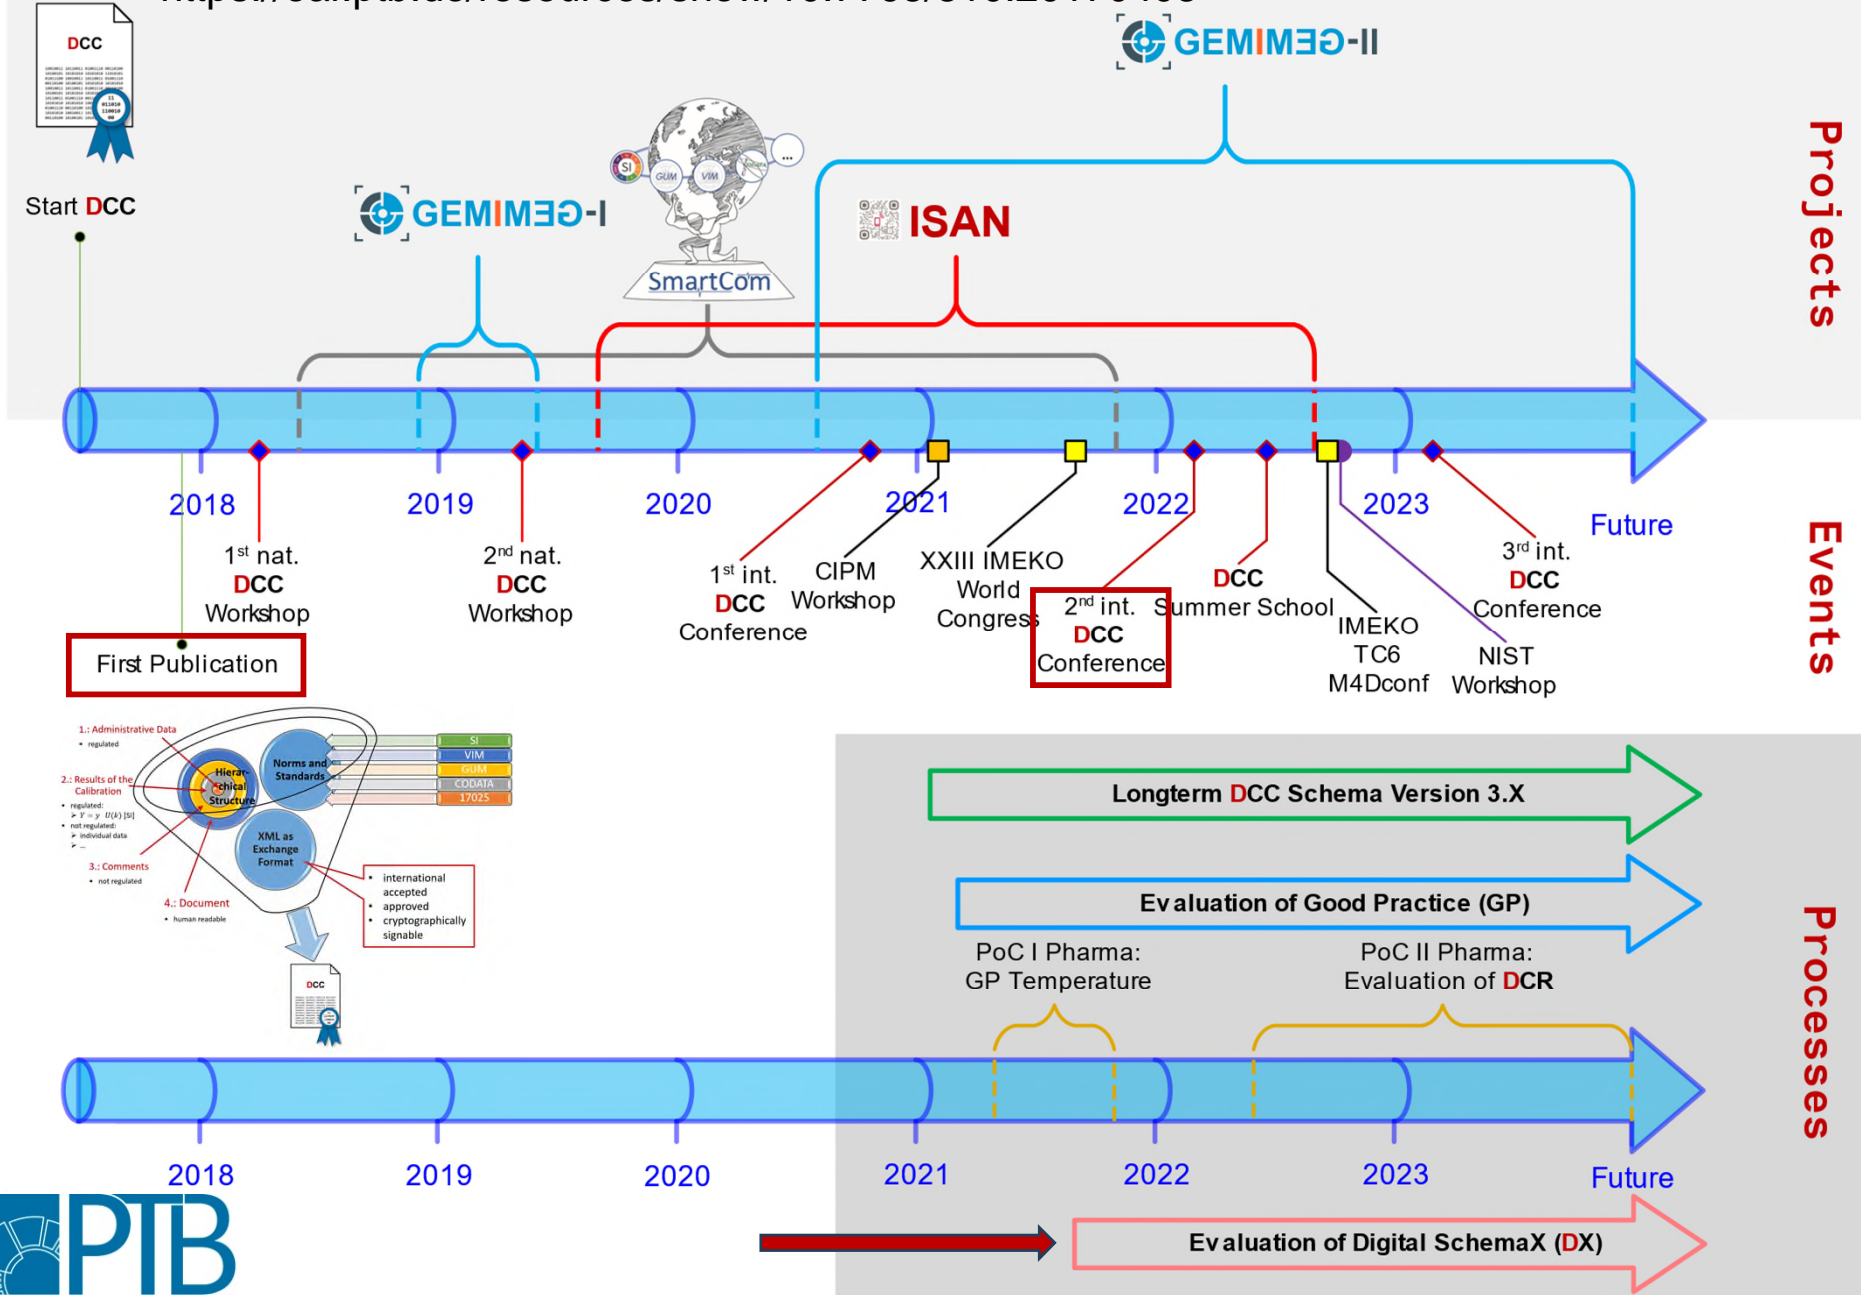 DCC
Start DCC
GEMIMEG-I
SI
GUM
VIM
...
SmartCom
ISAN
GEMIMEG-II
Projects
2018
2019
2020
2021
2022
2023
Future
1st nat.
DCC
Workshop
2nd nat.
DCC
Workshop
1st int.
DCC
Conference
CIPM
Workshop
XXIII IMEKO
World
Congress
2nd int.
DCC
Conference
DCC
Summer School
IMEKO
TC6
M4Dconf
NIST
Workshop
3rd int.
DCC
Conference
First Publication
Events
1.: Administrative Data
• regulated
2.: Results of the
Calibration
• regulated:
➢ Y = y U(k) [SI]
• not regulated:
➢ individual data
➢ ...
3.: Comments
• not regulated
4.: Document
• human readable
Hierar-
chical
Structure
Norms and
Standards
XML as
Exchange
Format
SI
VIM
GUM
CODATA
17025
• international
accepted
• approved
• cryptographically
signable
DCC
Longterm DCC Schema Version 3.X
Evaluation of Good Practice (GP)
PoC I Pharma:
GP Temperature
PoC II Pharma:
Evaluation of DCR
Processes
2018
2019
2020
2021
2022
2023
Future
Evaluation of Digital SchemaX (DX)
PTB